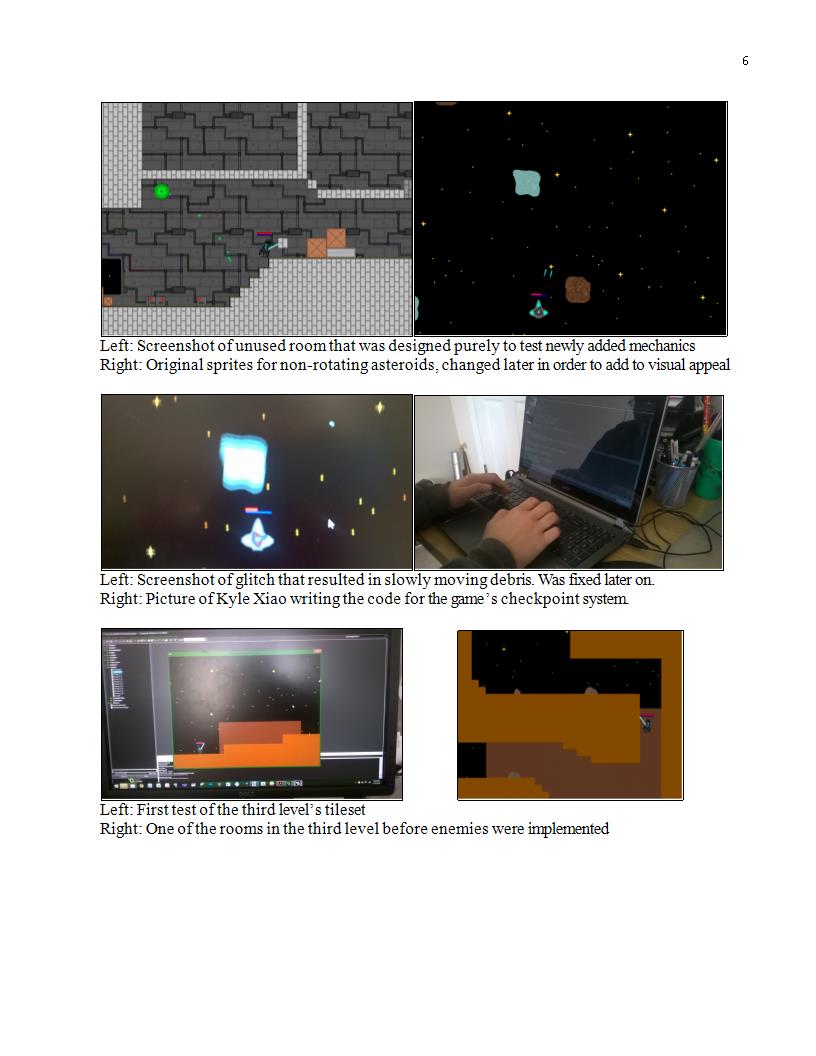 6
Left: Screenshot of unused room that was designed purely to test newly added mechanics
Right: Original sprites for non-rotating asteroids, changed later in order to add to visual appeal
Left: Screenshot of glitch that resulted in slowly moving debris. Was fixed later on.
Right: Picture of Kyle Xiao writing the code for the game’s checkpoint system.
Left: First test of the third level’s tileset
Right: One of the rooms in the third level before enemies were implemented